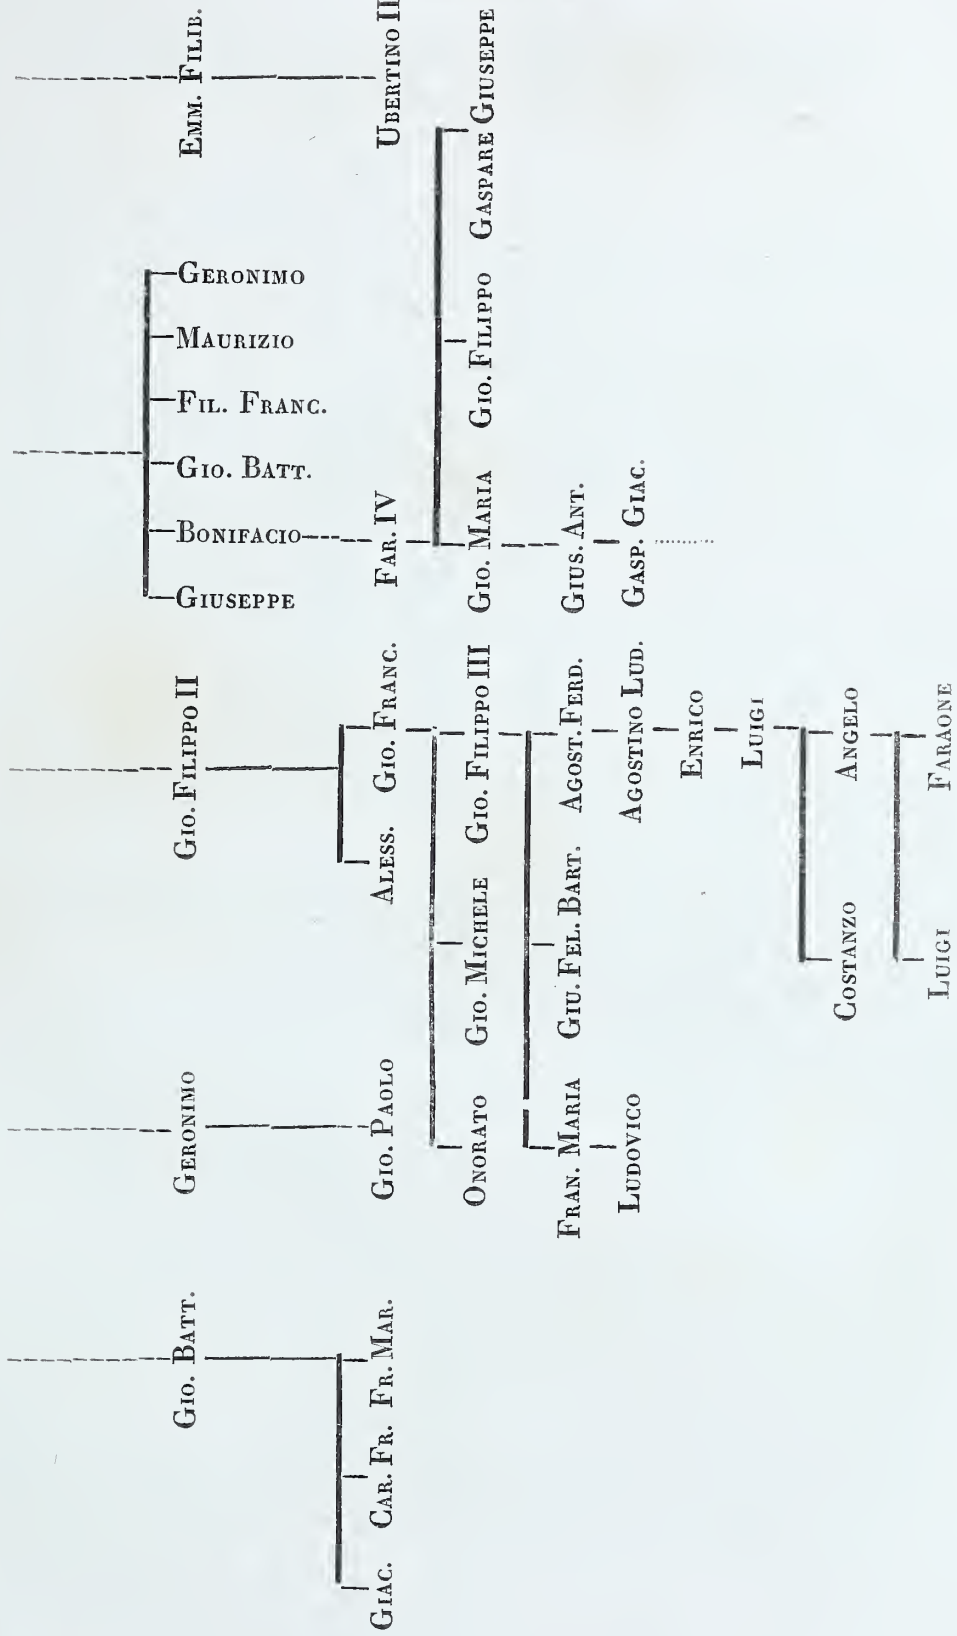 Emm. Filib.
Ubertino II
Geronimo
Maurizio
Fil. Franc.
Gio. Batt.
Bonifacio
Giuseppe
Far. IV
Gio. Maria
Gio. Filippo
Gaspare Giuseppe
Gius. Ant.
Gasp. Giac.
Gio. Filippo II
Aless.
Gio. Franc.
Onorato
Gio. Michele
Gio. Filippo III
Fran. Maria
Giu. Fel. Bart.
Agost. Ferd.
Ludovico
Agostino Lud.
Enrico
Luigi
Costanzo
Angelo
Luigi
Faraone
Geronimo
Gio. Paolo
Gio. Batt.
Giac.
Car. Fr.
Fr. Mar.